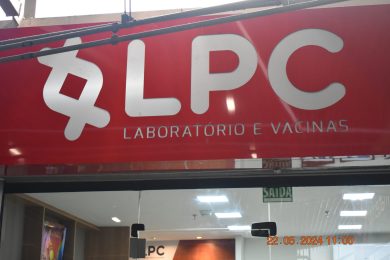 LPC
LABORATÓRIO E VACINAS
SAÍDA
LPC
22.05.2024 11:05